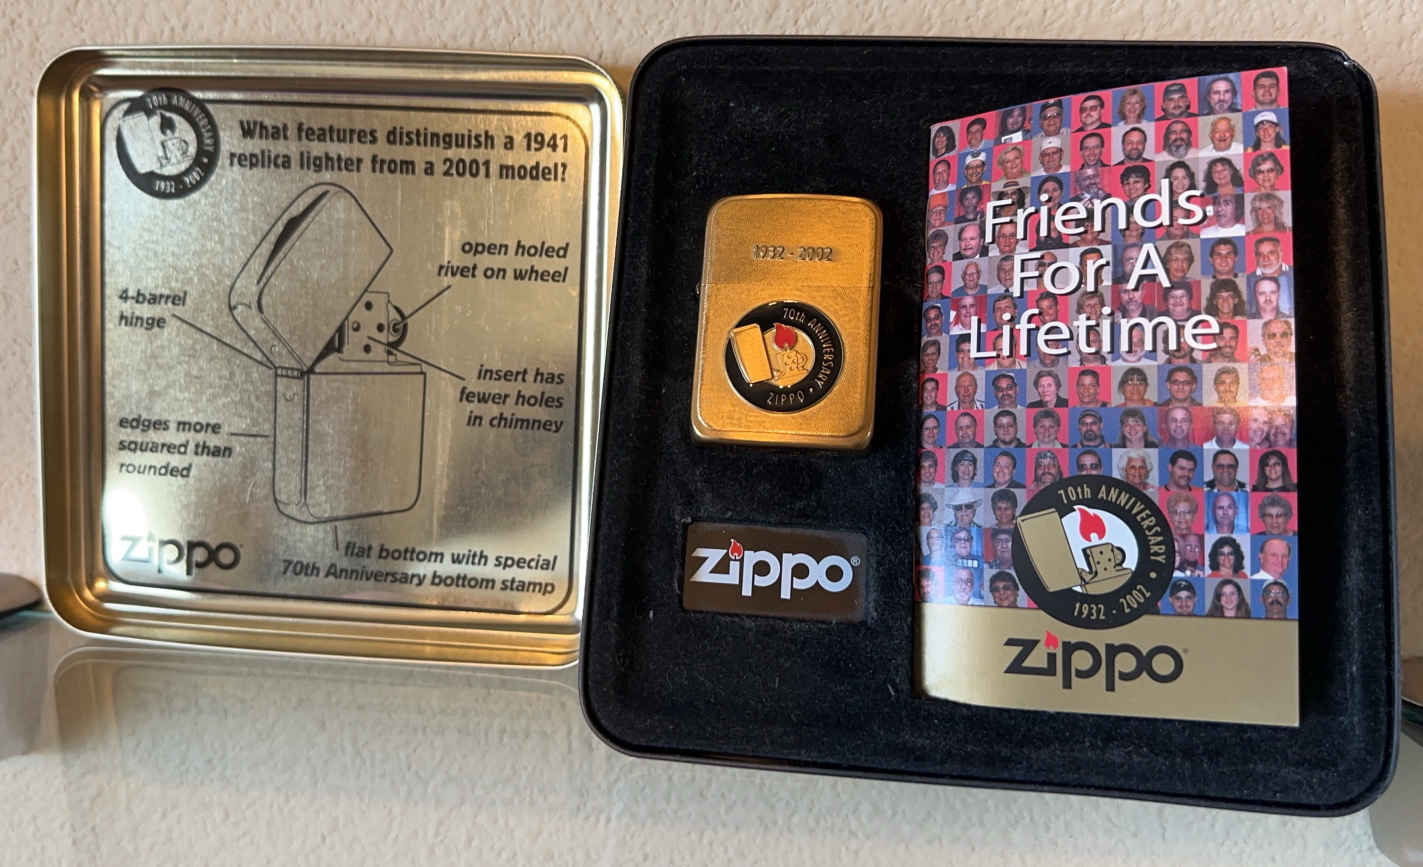 70th ANNIVERSARY
1932 - 2002
What features distinguish a 1941
replica lighter from a 2001 model?
open holed
rivet on wheel
4-barrel
hinge
insert has
fewer holes
in chimney
edges more
squared than
rounded
zippo
flat bottom with special
70th Anniversary bottom stamp
1932 - 2002
70th ANNIVERSARY • ZIPPO •
zippo®
Friends
For A
Lifetime
70th ANNIVERSARY •
1932 - 2002 •
zippo